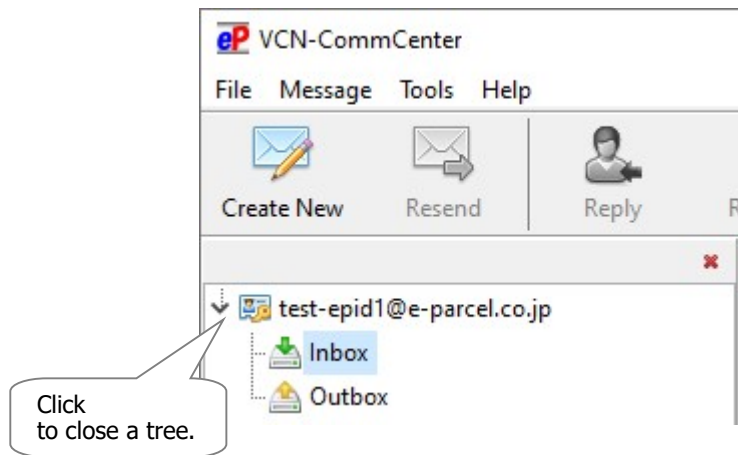 eP VCN-CommCenter
File Message Tools Help
Create New Resend Reply R
test-epid1@e-parcel.co.jp
Inbox
Outbox
Click
to close a tree.